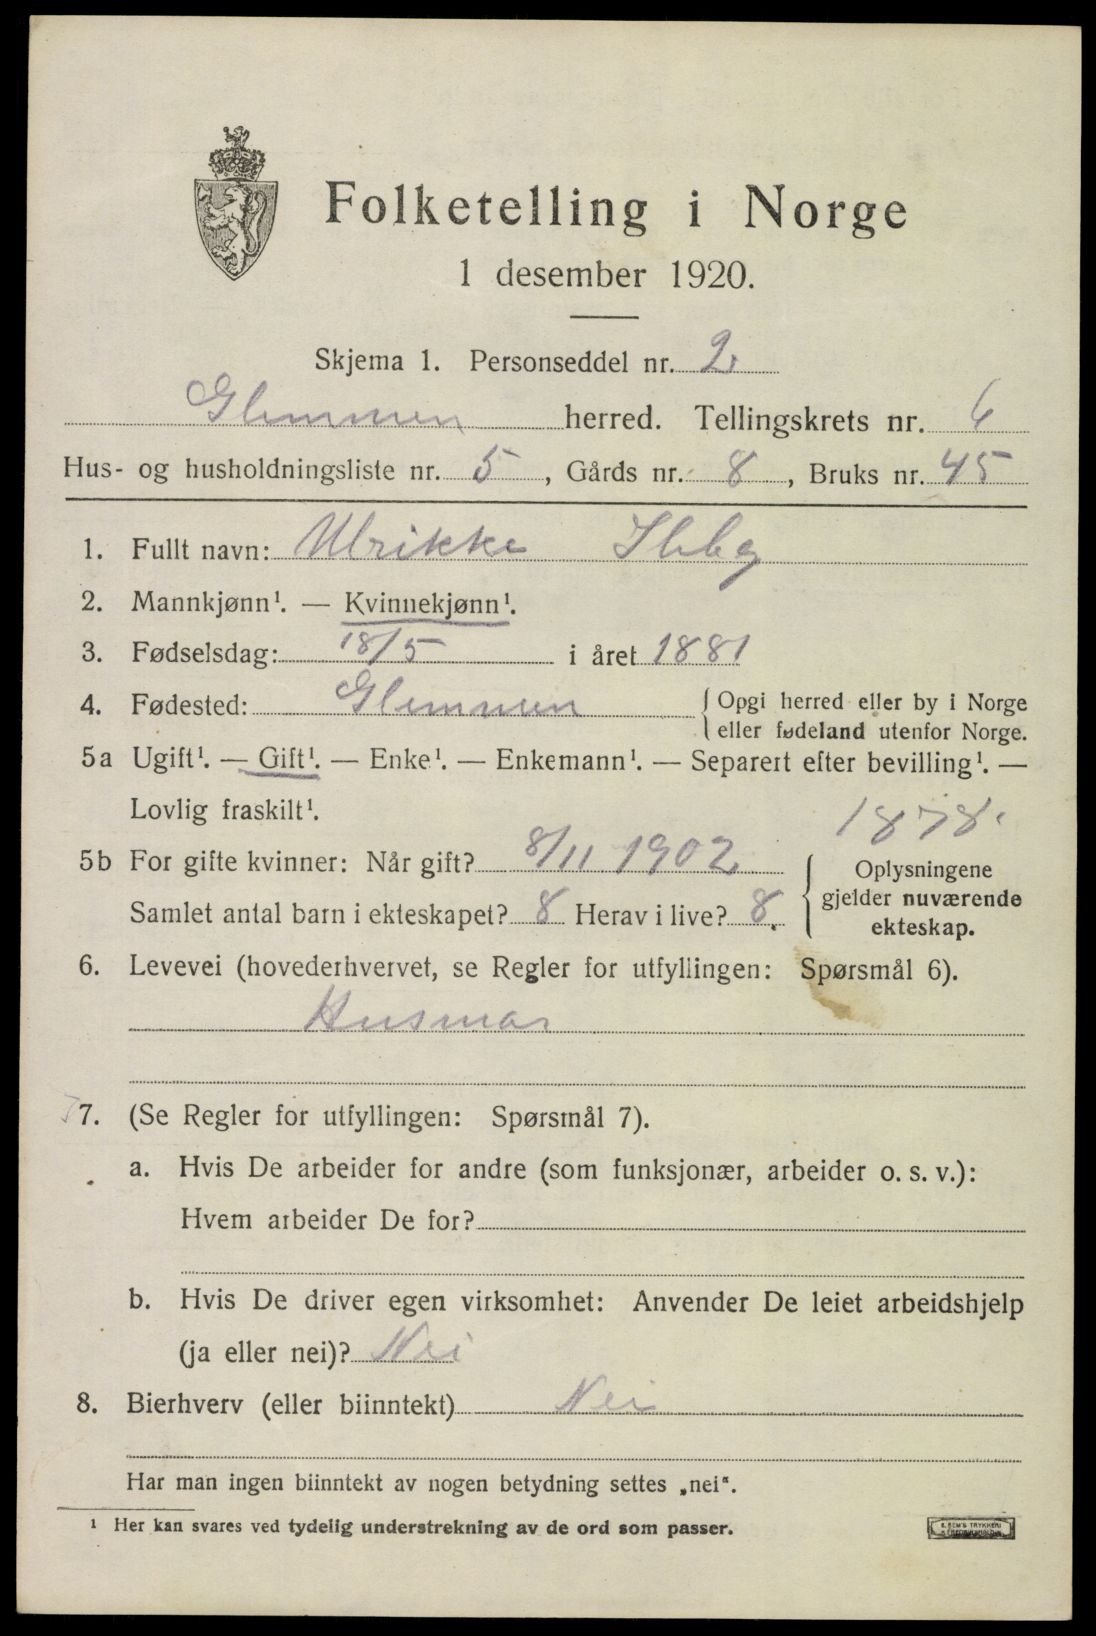 Folketelling i Norge
1 desember 1920.
Skjema 1. Personseddel nr. 2
Glemmen herred. Tellingskrets nr. 6
Hus- og husholdningsliste nr. 5, Gårds nr. 8, Bruks nr. 45
1. Fullt navn: Ulrikke
2. Mannkjønn¹. — Kvinnekjønn¹.
3. Fødselsdag: 18/5 i året 1881
4. Fødested: Glemmen { Opgi herred eller by i Norge
eller fødeland utenfor Norge.
5a Ugift¹. — Gift¹. — Enke¹. — Enkemann¹. — Separert efter bevilling¹. —
Lovlig fraskilt¹.
1878.
5b For gifte kvinner: Når gift? 8/11 1902
Samlet antal barn i ekteskapet? 8 Herav i live? 8.
{ Oplysningene
gjelder nuværende
ekteskap.
6. Levevei (hovederhvervet, se Regler for utfyllingen: Spørsmål 6).
Husmor
7. (Se Regler for utfyllingen: Spørsmål 7).
a. Hvis De arbeider for andre (som funksjonær, arbeider o. s. v.):
Hvem arbeider De for?
b. Hvis De driver egen virksomhet: Anvender De leiet arbeidshjelp
(ja eller nei)? Nei
8. Bierhverv (eller biinntekt) Nei
Har man ingen biinntekt av nogen betydning settes „nei“.
¹ Her kan svares ved tydelig understrekning av de ord som passer.